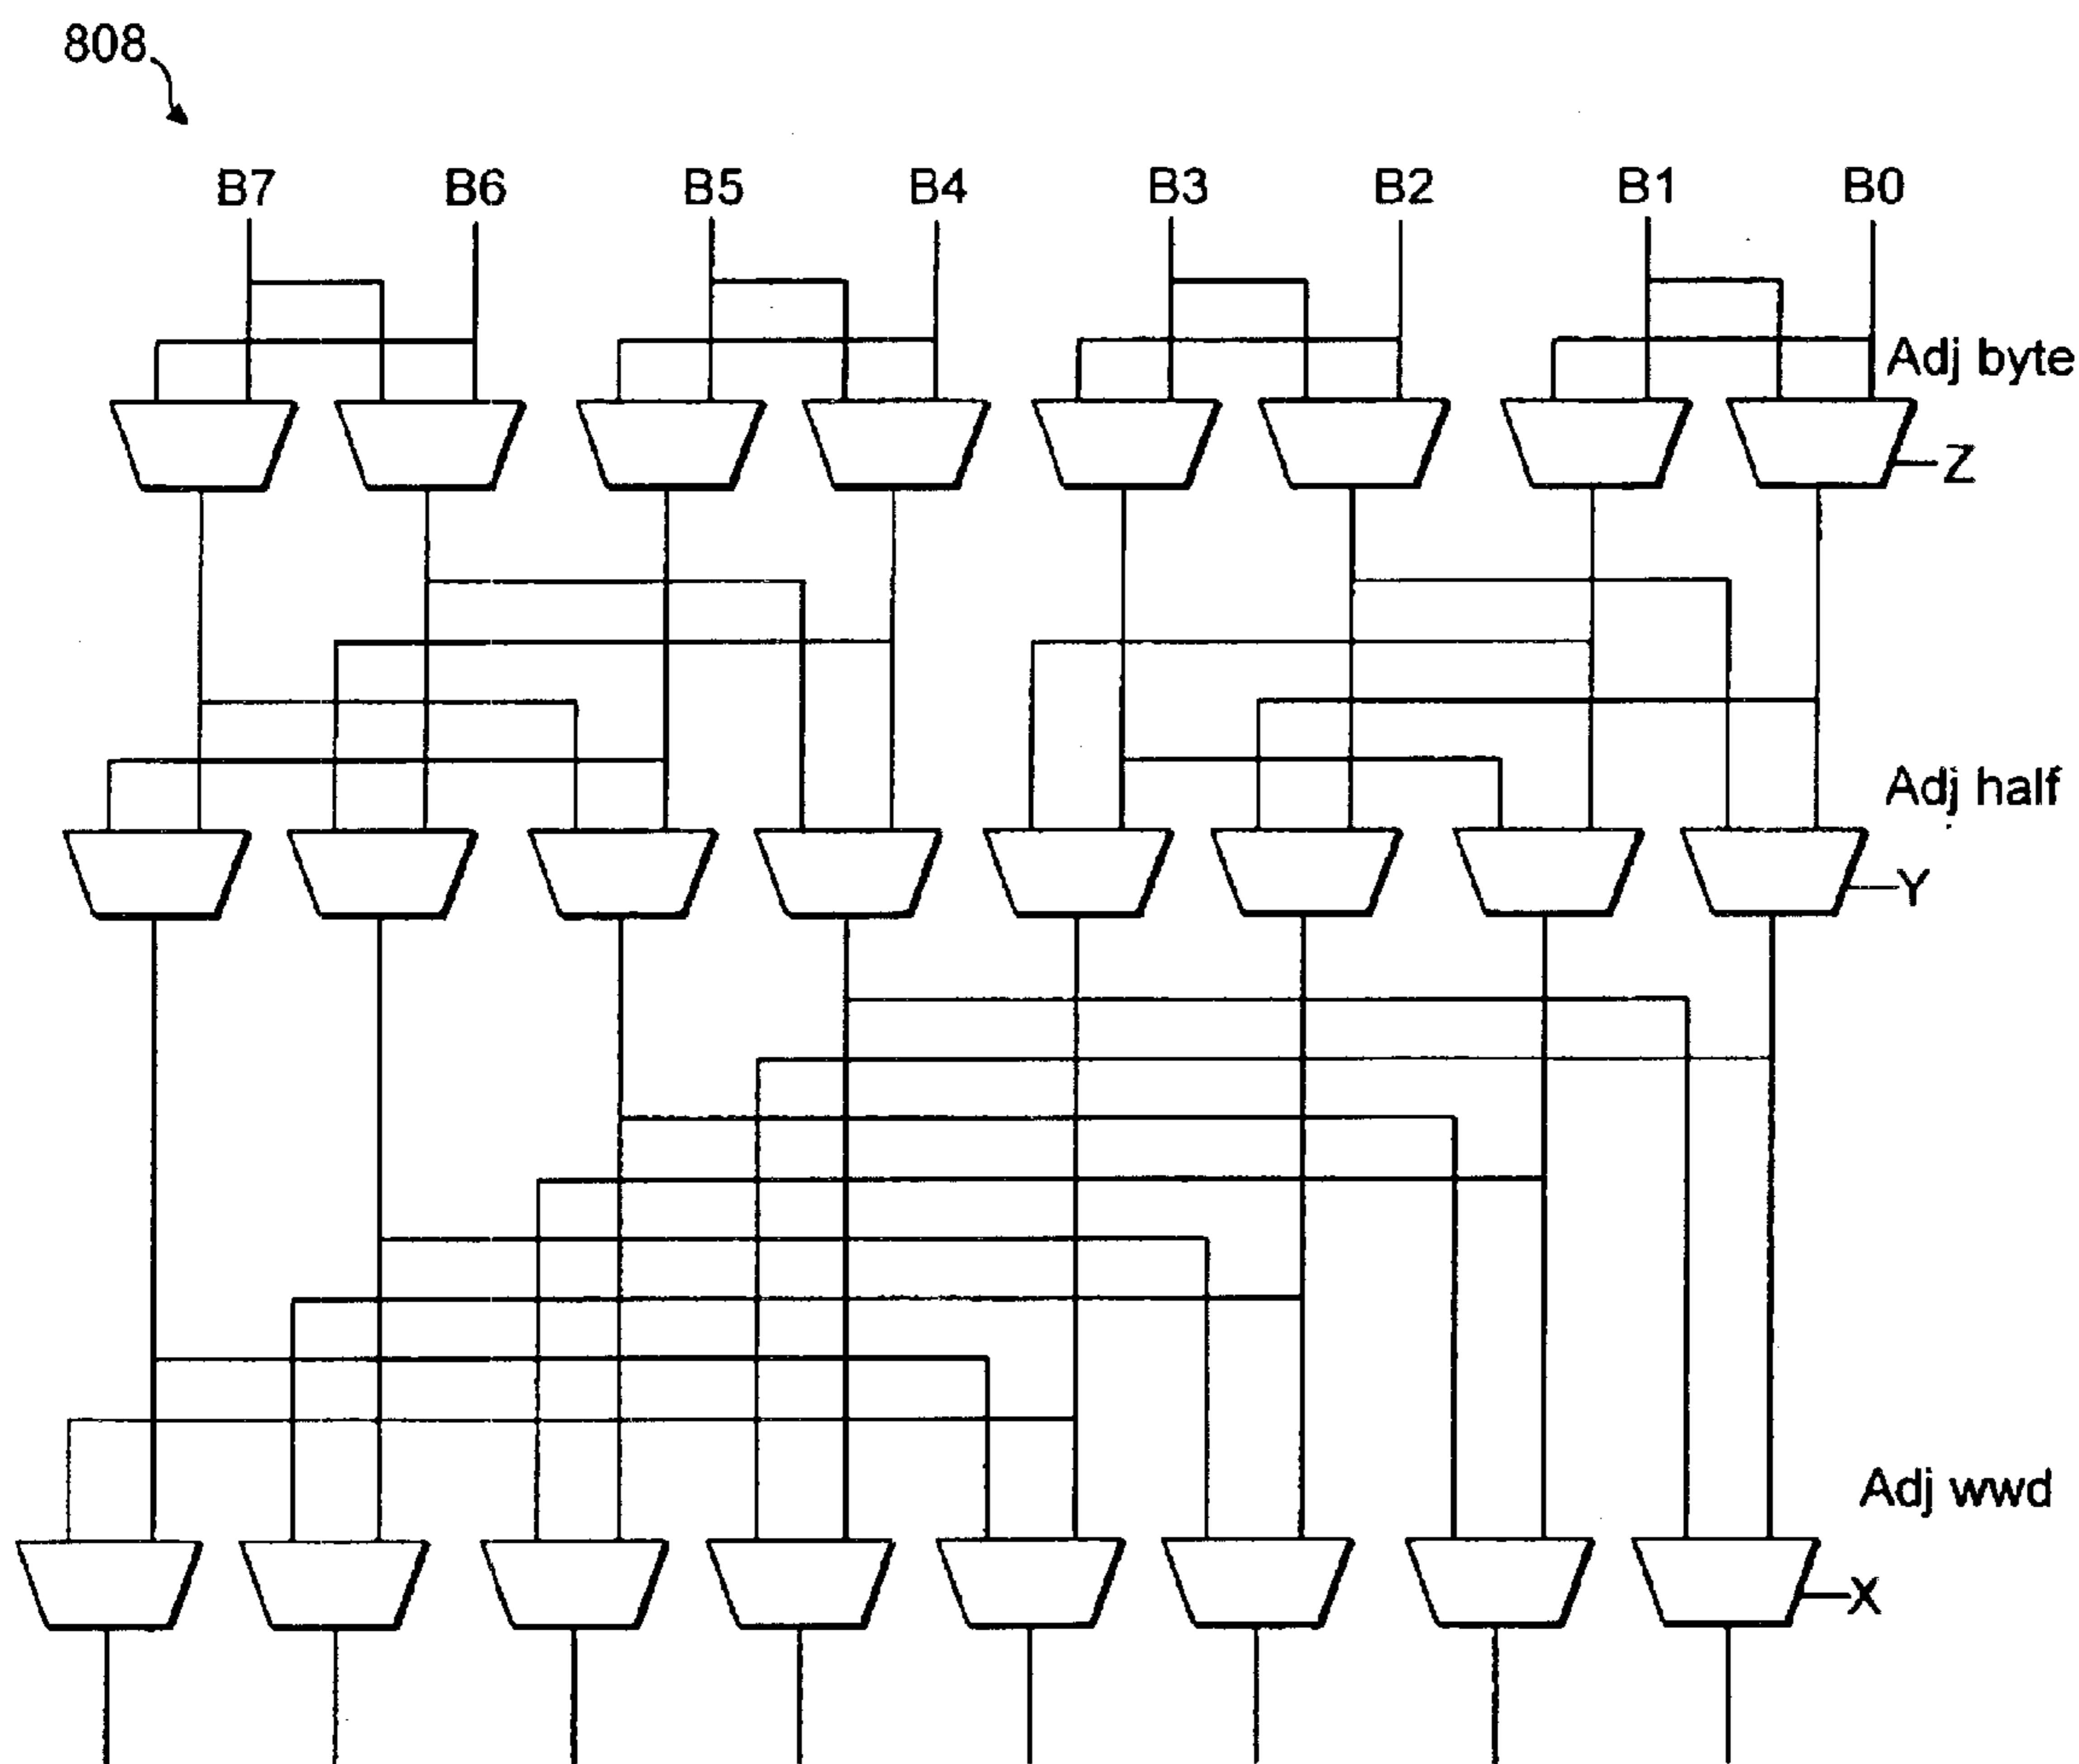 808
B7 B6 B5 B4 B3 B2 B1 B0
Adj byte
Z
Adj half
Y
Adj wwd
X